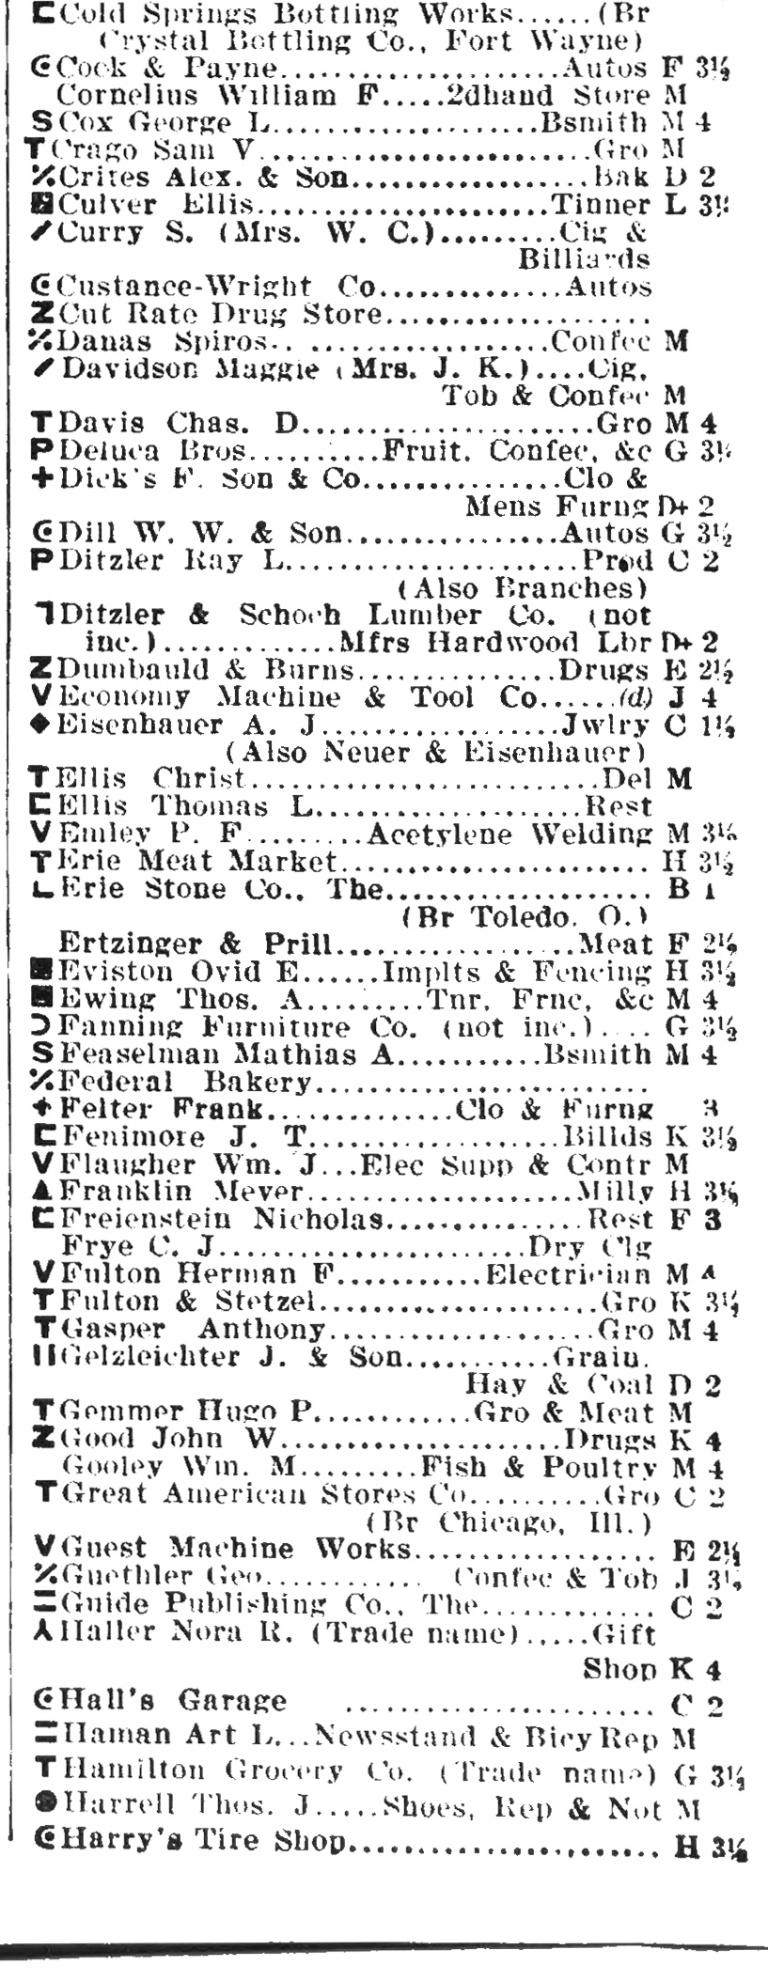 Cold Springs Bottling Works......(Br
Crystal Bottling Co., Fort Wayne)
Cock & Payne....................Autos F 3½
Cornelius William F.....2dhand Store M
S Cox George L....................Bsmith M 4
T Crago Sam V........................Gro M
Crites Alex. & Son.................Bak D 2
Culver Ellis.....................Tinner L 3½
Curry S. (Mrs. W. C.).........Cig &
Billiards
Custance-Wright Co.............Autos
Z Cut Rate Drug Store...................
Danas Spiros.. .................Confec M
Davidson Maggie (Mrs. J. K.)....Cig,
Tob & Confec M
T Davis Chas. D.....................Gro M 4
P Deluca Bros..........Fruit, Confec, &c G 3½
+ Dick's F. Son & Co..............Clo &
Mens Furng D+ 2
Dill W. W. & Son...............Autos G 3½
P Ditzler Ray L.....................Prod C 2
(Also Branches)
Ditzler & Schoch Lumber Co. (not
inc.).............Mfrs Hardwood Lbr D+ 2
Z Dumbauld & Burns..............Drugs E 2½
V Economy Machine & Tool Co......(d) J 4
◆ Eisenhauer A. J.................Jwlry C 1½
(Also Neuer & Eisenhauer)
T Ellis Christ..........................Del M
Ellis Thomas L...................Rest
V Emley P. F.........Acetylene Welding M 3½
T Erie Meat Market...................... H 3½
Erie Stone Co., The................... B 1
(Br Toledo, O.)
Ertzinger & Prill.................Meat F 2½
Eviston Ovid E......Implts & Fencing H 3½
Ewing Thos. A.........Tnr, Frnc, &c M 4
Fanning Furniture Co. (not inc.).... G 3½
S Feaselman Mathias A...........Bsmith M 4
Federal Bakery........................
+ Felter Frank..............Clo & Furng 3
Fenimore J. T..................Billds K 3½
V Flaugher Wm. J...Elec Supp & Contr M
▲ Franklin Meyer...................Milly H 3½
Freienstein Nicholas..............Rest F 3
Frye C. J......................Dry Clg
V Fulton Herman F...........Electrician M 4
T Fulton & Stetzel....................Gro K 3½
T Gasper Anthony...................Gro M 4
Gelzleichter J. & Son...........Grain,
Hay & Coal D 2
T Gemmer Hugo P............Gro & Meat M
Z Good John W....................Drugs K 4
Gooley Wm. M.........Fish & Poultry M 4
T Great American Stores Co..........Gro C 2
(Br Chicago, Ill.)
V Guest Machine Works................. E 2½
Guethler Geo............ Confec & Tob J 3½
Guide Publishing Co., The............. C 2
Haller Nora R. (Trade name).....Gift
Shop K 4
Hall's Garage ...................... C 2
Haman Art L...Newsstand & Bicy Rep M
T Hamilton Grocery Co. (Trade name) G 3½
● Harrell Thos. J.....Shoes, Rep & Not M
Harry's Tire Shop...................... H 3½